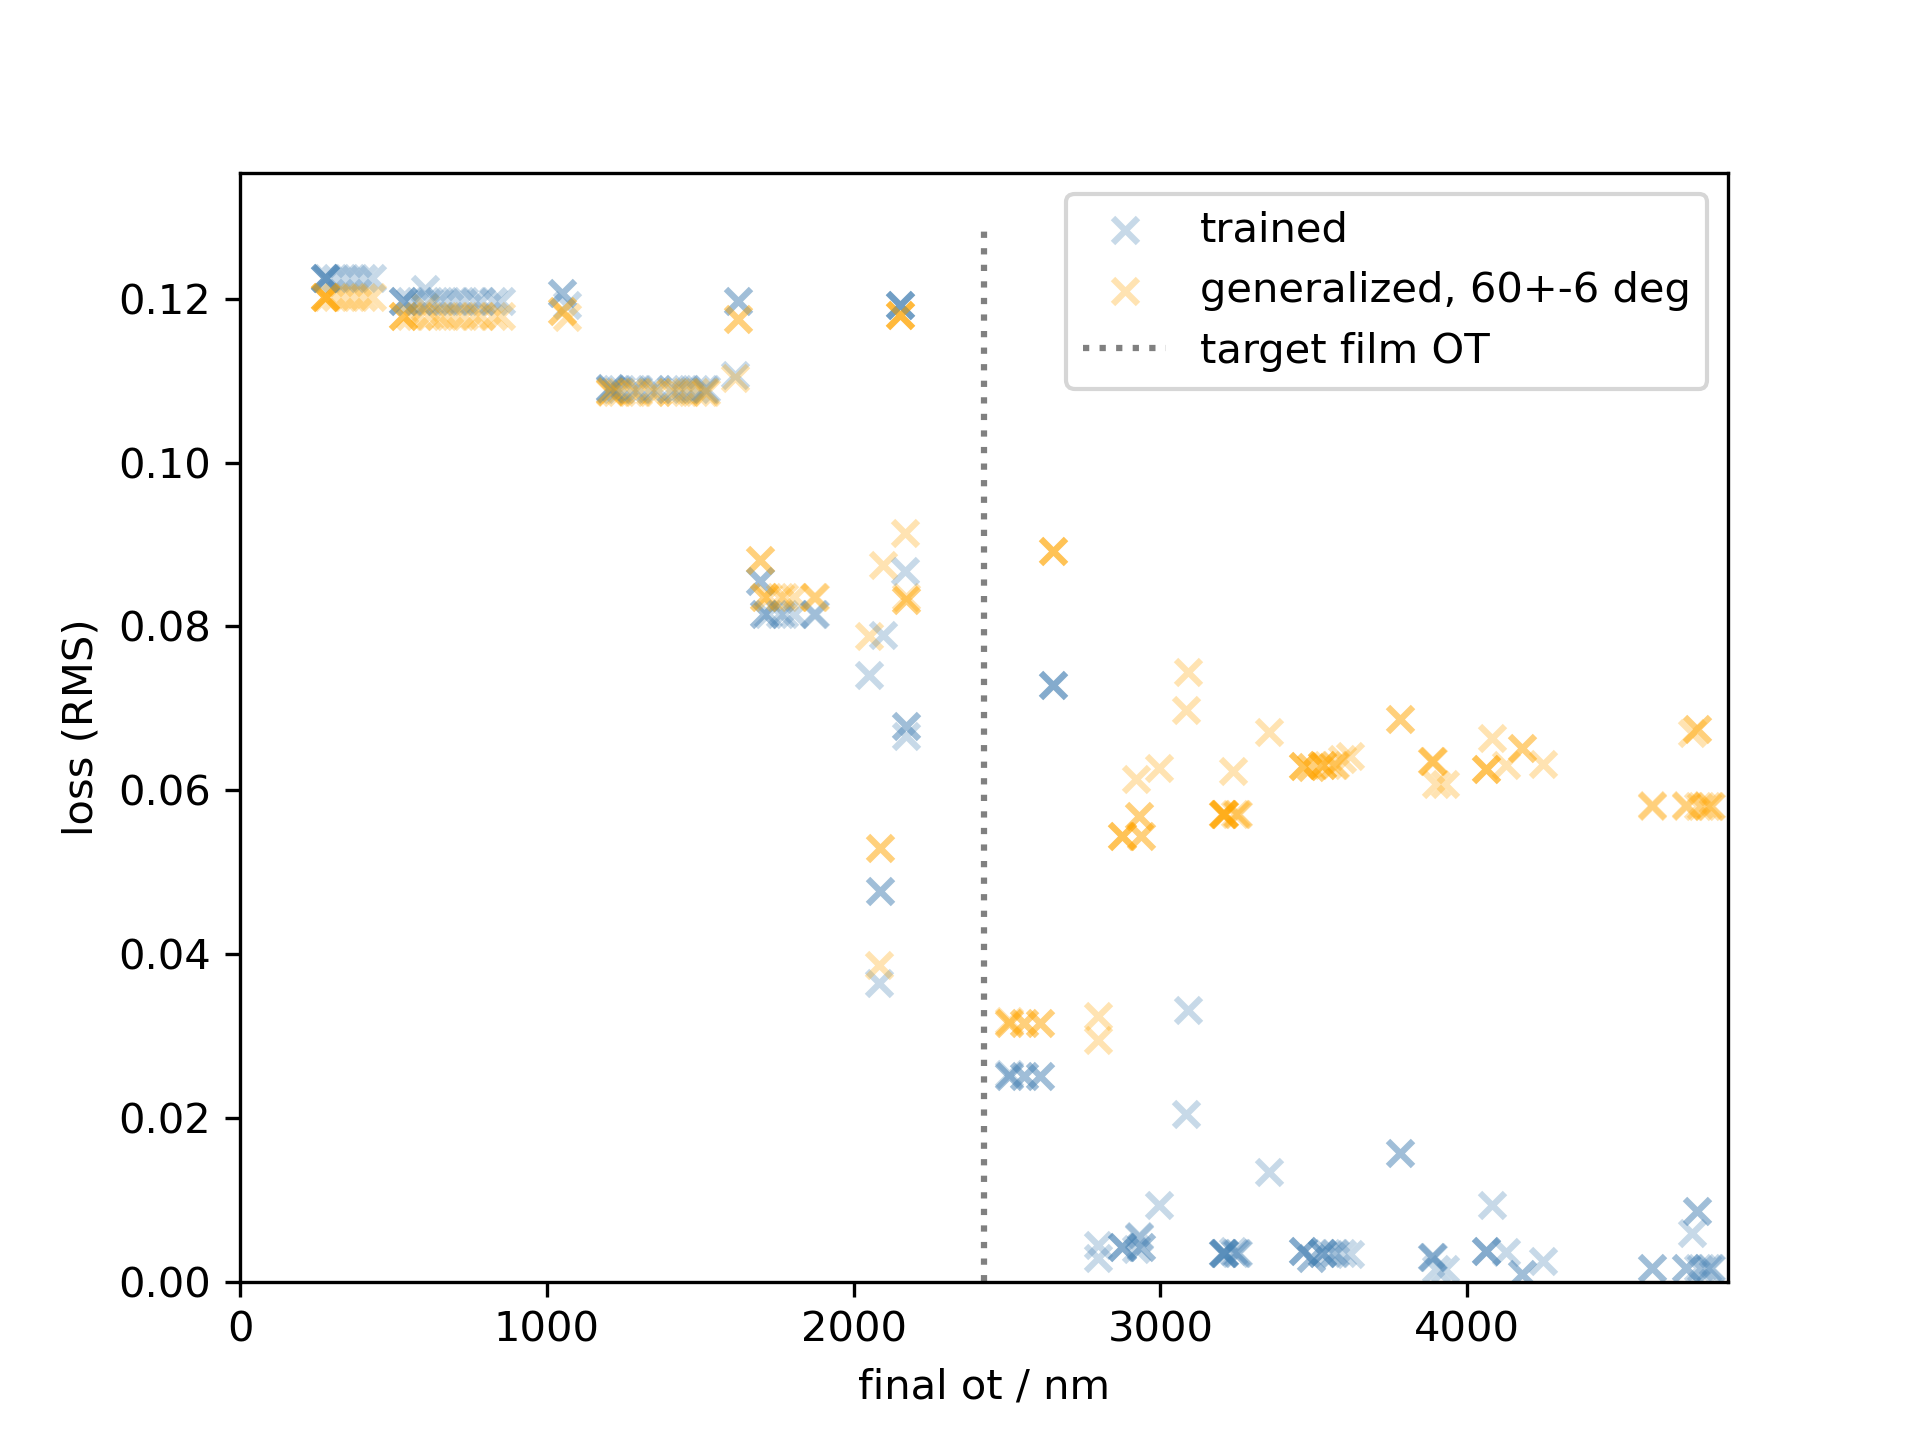 trained
generalized, 60+-6 deg
target film OT
0.12
0.10
0.08
0.06
0.04
0.02
0.00
loss (RMS)
0
1000
2000
3000
4000
final ot / nm